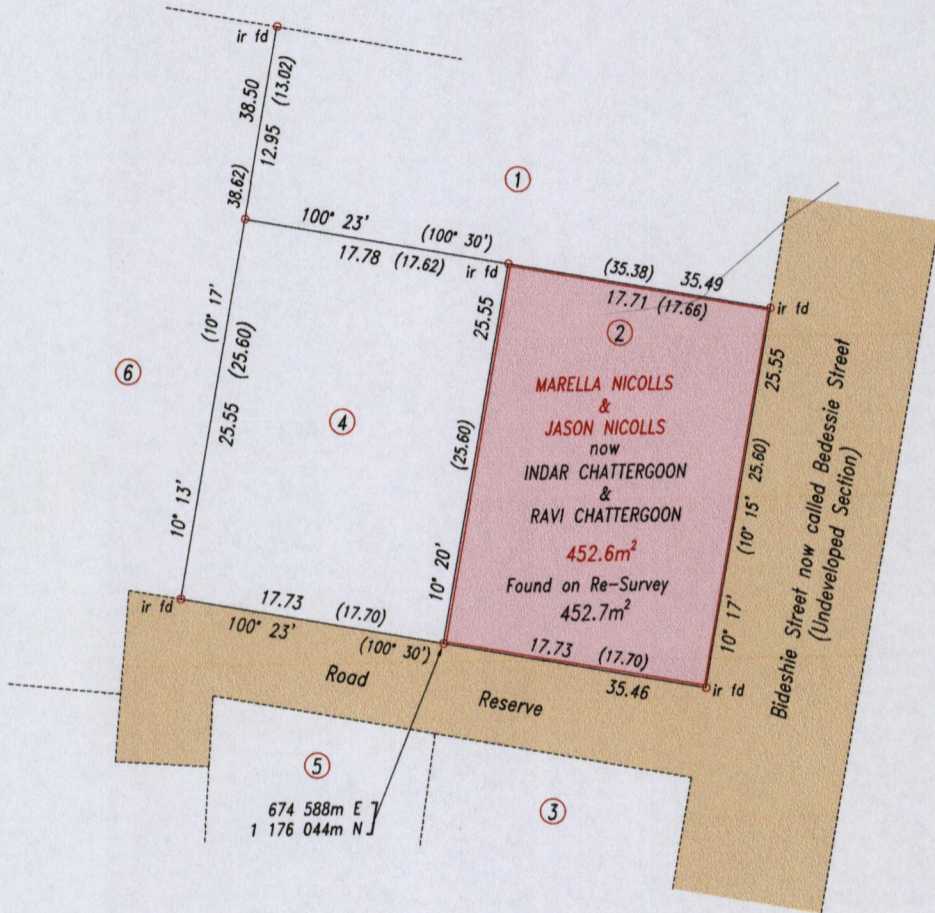 ir fd
38.50
(13.02)
12.95
38.62)
1
100° 23'
(100° 30')
17.78 (17.62)
ir fd
(35.38) 35.49
17.71 (17.66)
ir fd
2
(10° 17'
(25.60)
25.55
10° 13'
6
4
25.55
(25.60)
10° 20'
MARELLA NICOLLS
&
JASON NICOLLS
now
INDAR CHATTERGOON
&
RAVI CHATTERGOON
452.6m²
Found on Re-Survey
452.7m²
25.55
25.60)
(10° 15'
10° 17'
Bideshie Street now called Bedessie Street
(Undeveloped Section)
ir fd
17.73 (17.70)
100° 23' (100° 30')
17.73 (17.70)
35.46
ir fd
Road Reserve
5
3
674 588m E
1 176 044m N